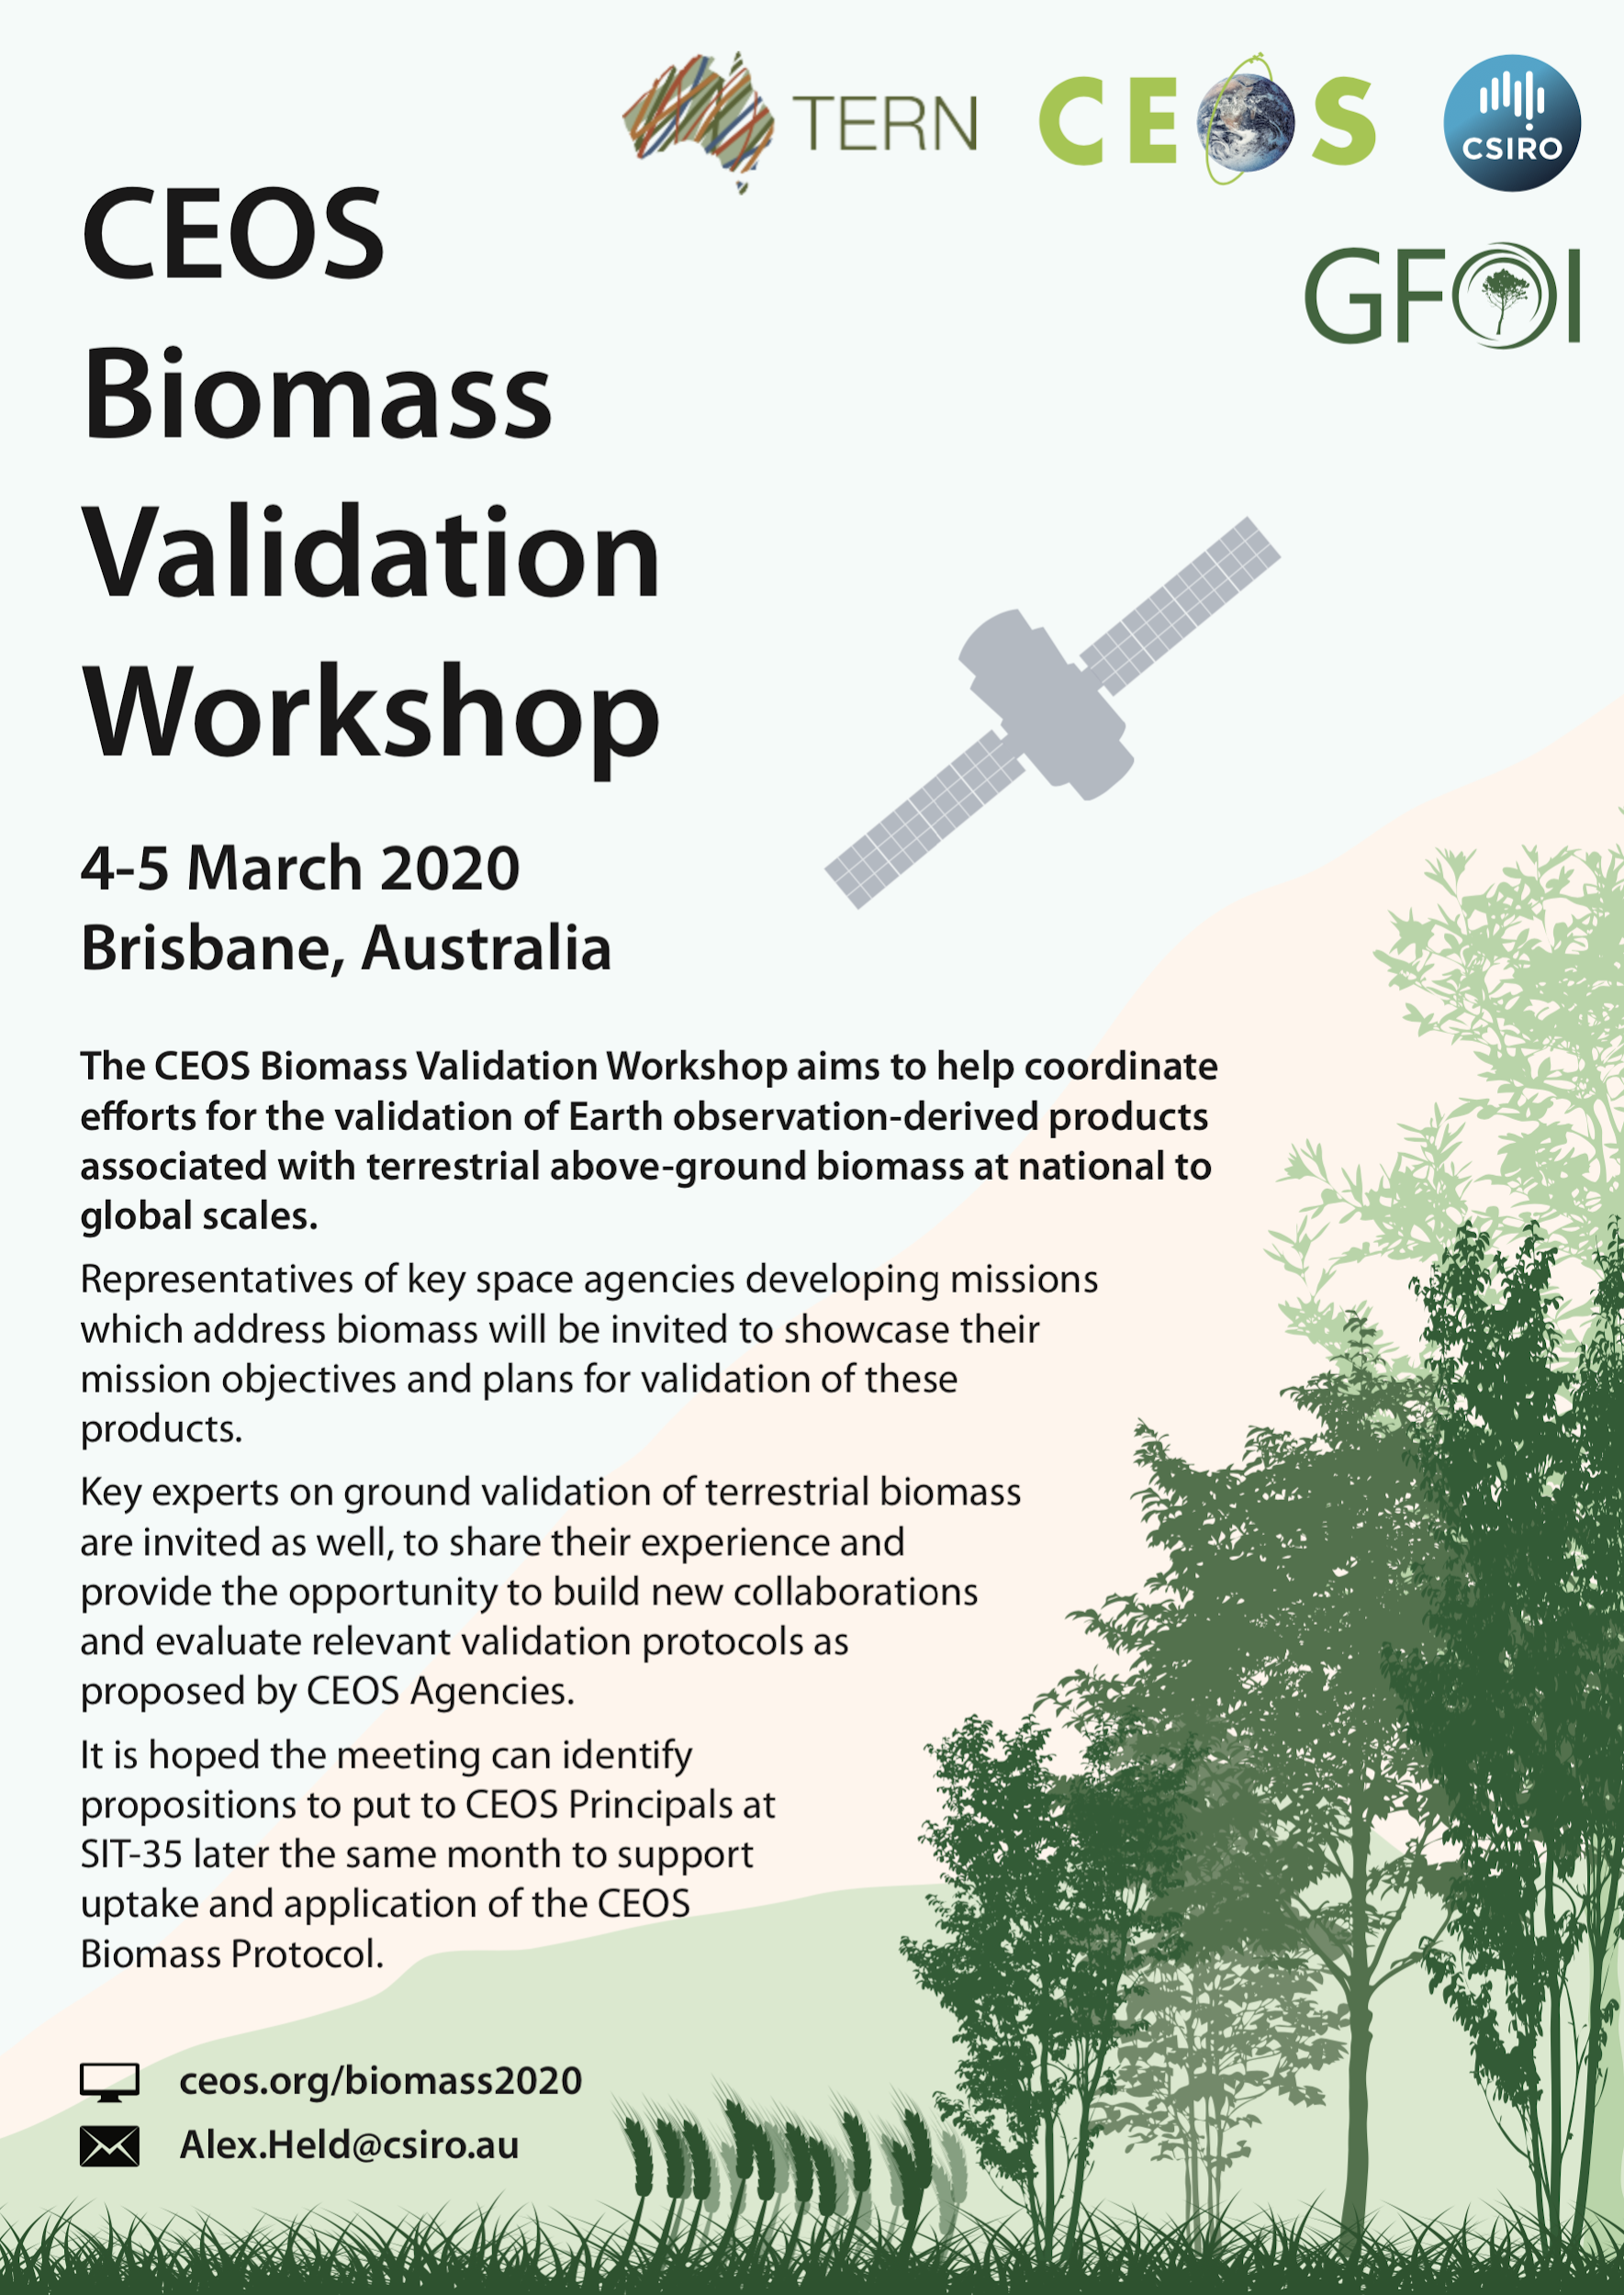 TERN
CEOS
CSIRO
GFOI
CEOS
Biomass
Validation
Workshop
4-5 March 2020
Brisbane, Australia
The CEOS Biomass Validation Workshop aims to help coordinate
efforts for the validation of Earth observation-derived products
associated with terrestrial above-ground biomass at national to
global scales.
Representatives of key space agencies developing missions
which address biomass will be invited to showcase their
mission objectives and plans for validation of these
products.
Key experts on ground validation of terrestrial biomass
are invited as well, to share their experience and
provide the opportunity to build new collaborations
and evaluate relevant validation protocols as
proposed by CEOS Agencies.
It is hoped the meeting can identify
propositions to put to CEOS Principals at
SIT-35 later the same month to support
uptake and application of the CEOS
Biomass Protocol.
ceos.org/biomass2020
Alex.Held@csiro.au